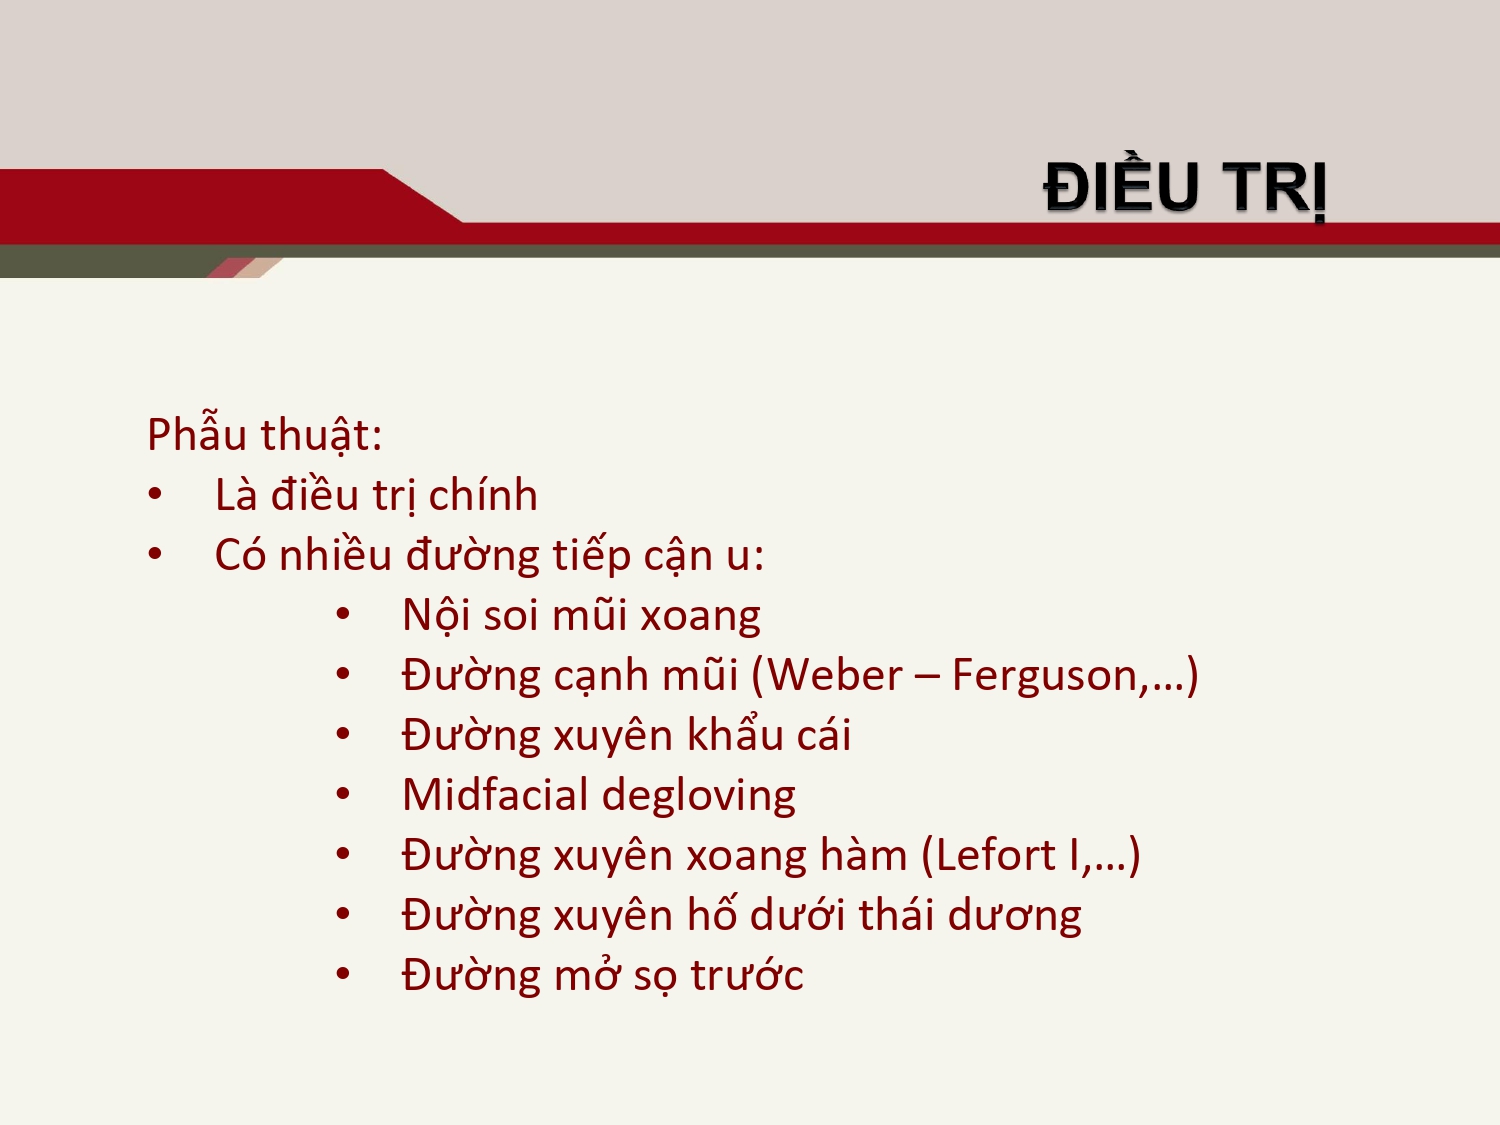 ĐIỀU TRỊ
Phẫu thuật:
• Là điều trị chính
• Có nhiều đường tiếp cận u:
• Nội soi mũi xoang
• Đường cạnh mũi (Weber – Ferguson,...)
• Đường xuyên khẩu cái
• Midfacial degloving
• Đường xuyên xoang hàm (Lefort I,...)
• Đường xuyên hố dưới thái dương
• Đường mở sọ trước